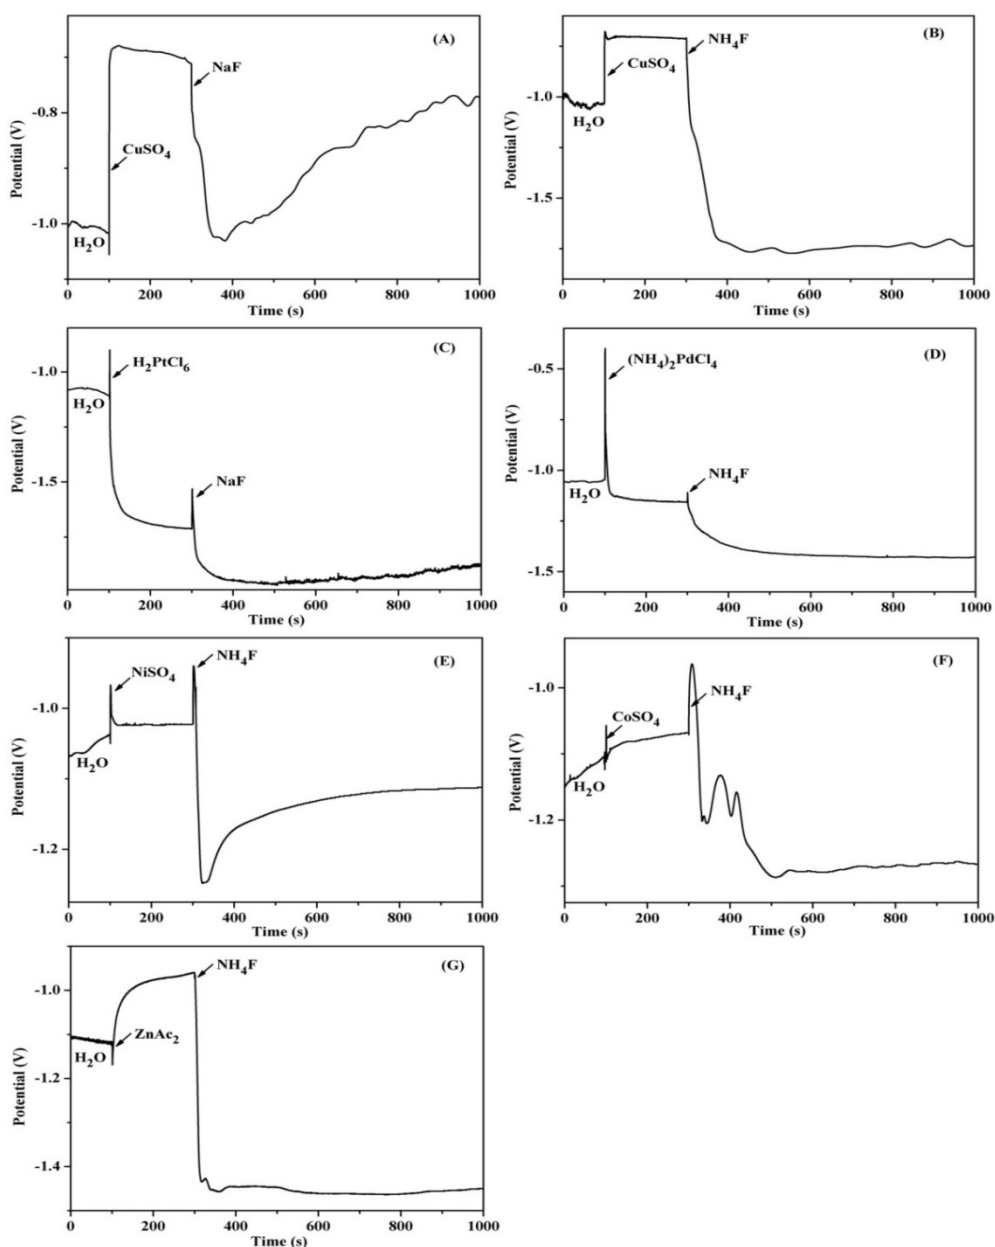 (A)
NaF
CuSO₄
H₂O
-0.8
-1.0
Potential (V)
0 200 400 600 800 1000
Time (s)
(B)
NH₄F
CuSO₄
H₂O
-1.0
-1.5
Potential (V)
0 200 400 600 800 1000
Time (s)
(C)
H₂PtCl₆
H₂O
NaF
-1.0
-1.5
Potential (V)
0 200 400 600 800 1000
Time (s)
(D)
(NH₄)₂PdCl₄
H₂O
NH₄F
-0.5
-1.0
-1.5
Potential (V)
0 200 400 600 800 1000
Time (s)
(E)
NH₄F
NiSO₄
H₂O
-1.0
-1.2
Potential (V)
0 200 400 600 800 1000
Time (s)
(F)
NH₄F
CoSO₄
H₂O
-1.0
-1.2
Potential (V)
0 200 400 600 800 1000
Time (s)
(G)
NH₄F
ZnAc₂
H₂O
-1.0
-1.2
-1.4
Potential (V)
0 200 400 600 800 1000
Time (s)